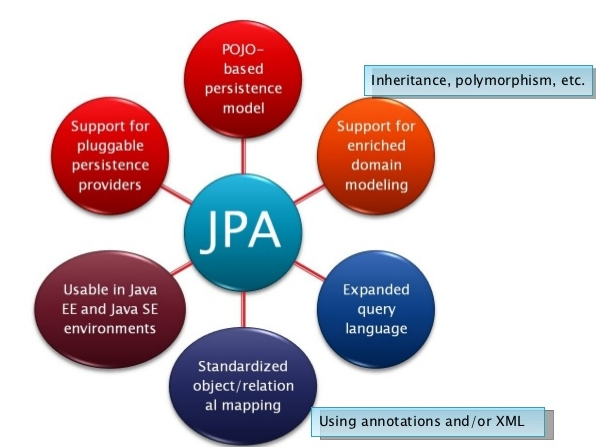 POJO-
based
persistence
model
Inheritance, polymorphism, etc.
Support for
enriched
domain
modeling
Support for
pluggable
persistence
providers
JPA
Usable in Java
EE and Java SE
environments
Expanded
query
language
Standardized
object/relation
al mapping
Using annotations and/or XML